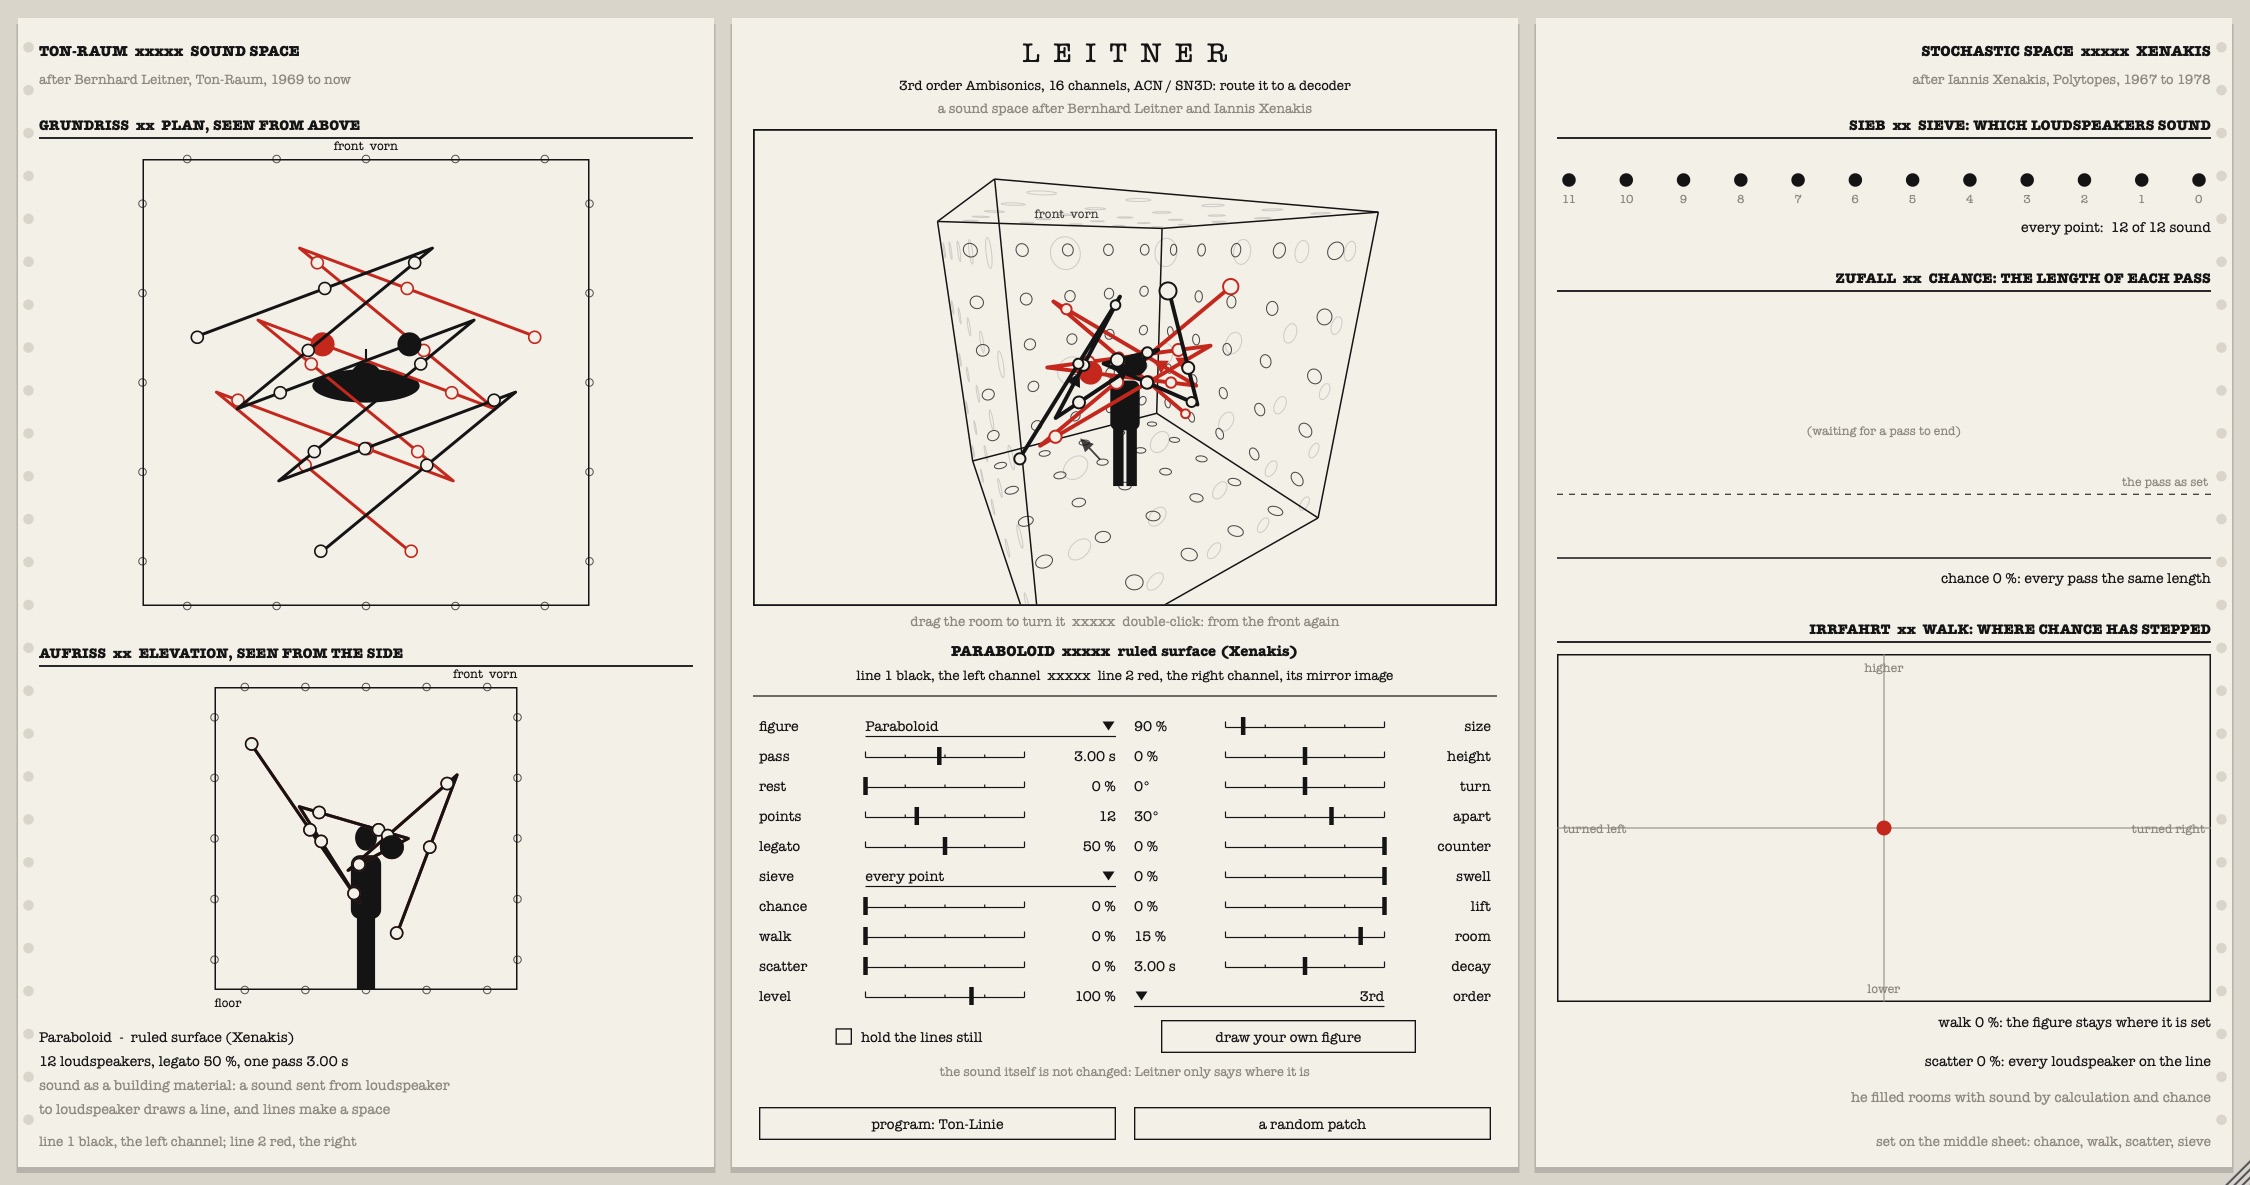 TON-RAUM xxxxx SOUND SPACE
after Bernhard Leitner, Ton-Raum, 1969 to now
GRUNDRISS xx PLAN, SEEN FROM ABOVE
front vorn
AUFRISS xx ELEVATION, SEEN FROM THE SIDE
front vorn
floor
Paraboloid - ruled surface (Xenakis)
12 loudspeakers, legato 50 %, one pass 3.00 s
sound as a building material: a sound sent from loudspeaker
to loudspeaker draws a line, and lines make a space
line 1 black, the left channel; line 2 red, the right
LEITNER
3rd order Ambisonics, 16 channels, ACN / SN3D: route it to a decoder
a sound space after Bernhard Leitner and Iannis Xenakis
front vorn
drag the room to turn it xxxxx double-click: from the front again
PARABOLOID xxxxx ruled surface (Xenakis)
line 1 black, the left channel xxxxx line 2 red, the right channel, its mirror image
figure Paraboloid 90 % size
pass 3.00 s 0 % height
rest 0 % 0° turn
points 12 30° apart
legato 50 % 0 % counter
sieve every point 0 % swell
chance 0 % 0 % lift
walk 0 % 15 % room
scatter 0 % 3.00 s decay
level 100 % 3rd order
hold the lines still draw your own figure
the sound itself is not changed: Leitner only says where it is
program: Ton-Linie a random patch
STOCHASTIC SPACE xxxxx XENAKIS
after Iannis Xenakis, Polytopes, 1967 to 1978
SIEB xx SIEVE: WHICH LOUDSPEAKERS SOUND
11 10 9 8 7 6 5 4 3 2 1 0
every point: 12 of 12 sound
ZUFALL xx CHANCE: THE LENGTH OF EACH PASS
(waiting for a pass to end)
the pass as set
chance 0 %: every pass the same length
IRRFAHRT xx WALK: WHERE CHANCE HAS STEPPED
higher
turned left turned right
lower
walk 0 %: the figure stays where it is set
scatter 0 %: every loudspeaker on the line
he filled rooms with sound by calculation and chance
set on the middle sheet: chance, walk, scatter, sieve